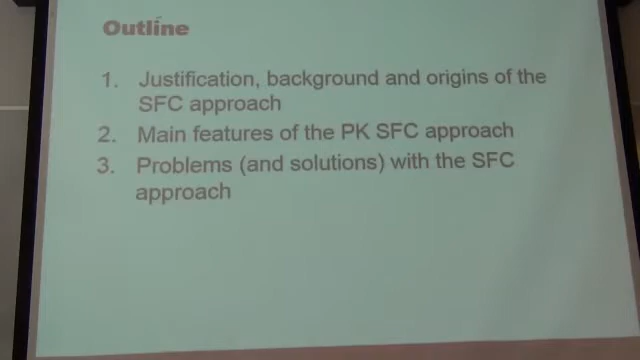 Outline
1. Justification, background and origins of the
SFC approach
2. Main features of the PK SFC approach
3. Problems (and solutions) with the SFC
approach